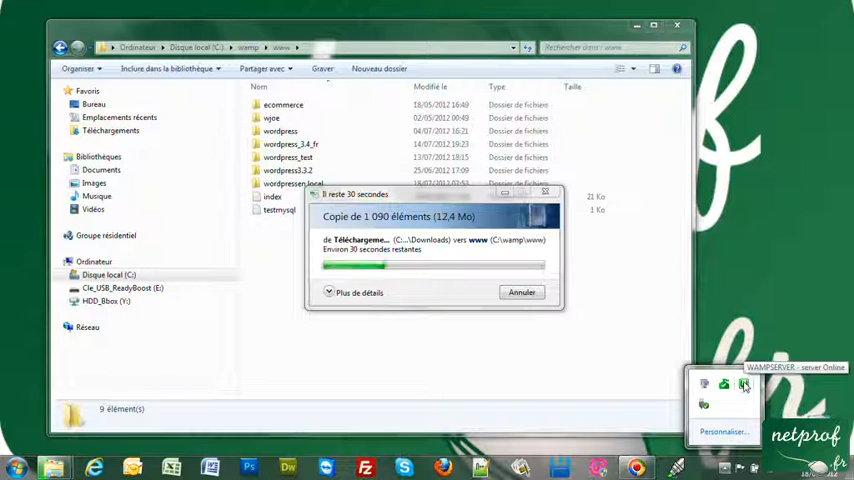 Ordinateur Disque local (C:) wamp www Rechercher dans : www
Organiser Inclure dans la bibliothèque Partager avec Graver Nouveau dossier
Nom Modifié le Type Taille
Favoris
Bureau
Emplacements récents
Téléchargements
Bibliothèques
Documents
Images
Musique
Vidéos
Groupe résidentiel
Ordinateur
Disque local (C:)
Cle_USB_ReadyBoost (E:)
HDD_Bbox (Y:)
Réseau
ecommerce 18/05/2012 16:49 Dossier de fichiers
wjoe 02/05/2012 00:49 Dossier de fichiers
wordpress 04/07/2012 16:21 Dossier de fichiers
wordpress_3.4_fr 14/07/2012 19:23 Dossier de fichiers
wordpress_test 13/07/2012 18:15 Dossier de fichiers
wordpress3.3.2 25/06/2012 17:09 Dossier de fichiers
wordpressen.local Dossier de fichiers
index 21 Ko
testmysql 1 Ko
Il reste 30 secondes
Copie de 1 090 éléments (12,4 Mo)
de Téléchargeme... (C:...\Downloads) vers www (C:\wamp\www)
Environ 30 secondes restantes
Plus de détails Annuler
9 élément(s)
WAMPSERVER - server Online
Personnaliser...
netprof
.fr